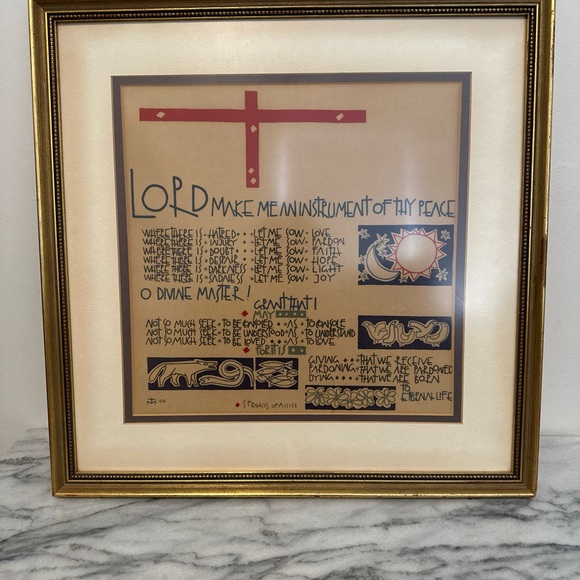 LORD MAKE ME AN INSTRUMENT OF THY PEACE
WHERE THERE IS • HATRED • • • LET ME SOW • LOVE
WHERE THERE IS • INJURY • • • LET ME SOW • PARDON
WHERE THERE IS • DOUBT • • • LET ME SOW • FAITH
WHERE THERE IS • DESPAIR • • • LET ME SOW • HOPE
WHERE THERE IS • DARKNESS • • • LET ME SOW • LIGHT
WHERE THERE IS • SADNESS • • • LET ME SOW • JOY
O DIVINE MASTER!
GRANT THAT I
MAY
NOT SO MUCH SEEK • TO BE CONSOLED • • • AS • TO CONSOLE
NOT SO MUCH SEEK • TO BE UNDERSTOOD • AS • TO UNDERSTAND
NOT SO MUCH SEEK • TO BE LOVED • • • AS • TO LOVE
FOR IT IS
GIVING • • • THAT WE RECEIVE
PARDONING • THAT WE ARE PARDONED
DYING • • • THAT WE ARE BORN
TO
ETERNAL LIFE
S FRANCIS OF ASSISI